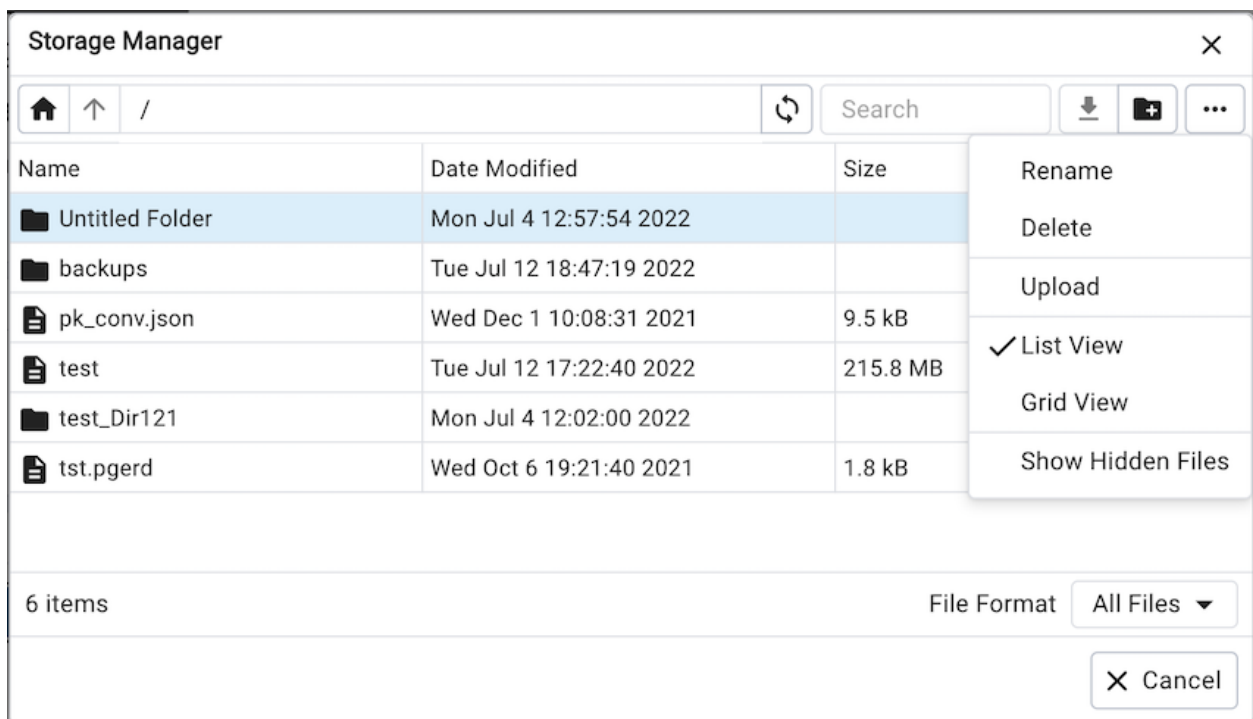 Storage Manager
/
Search
Name Date Modified Size
Untitled Folder Mon Jul 4 12:57:54 2022
backups Tue Jul 12 18:47:19 2022
pk_conv.json Wed Dec 1 10:08:31 2021 9.5 kB
test Tue Jul 12 17:22:40 2022 215.8 MB
test_Dir121 Mon Jul 4 12:02:00 2022
tst.pgerd Wed Oct 6 19:21:40 2021 1.8 kB
Rename
Delete
Upload
List View
Grid View
Show Hidden Files
6 items File Format All Files
Cancel